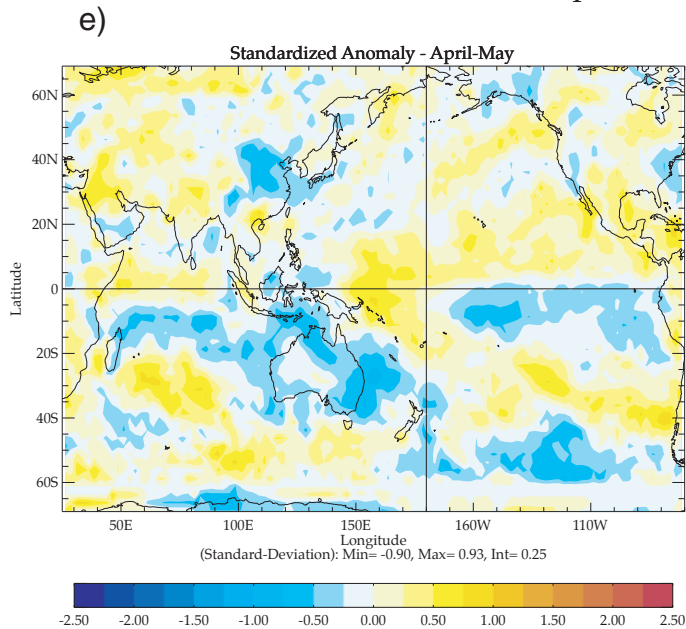 e)
Standardized Anomaly - April-May
60N
40N
20N
0
20S
40S
60S
Latitude
50E 100E 150E 160W 110W
Longitude
(Standard-Deviation): Min= -0.90, Max= 0.93, Int= 0.25
-2.50 -2.00 -1.50 -1.00 -0.50 0.00 0.50 1.00 1.50 2.00 2.50